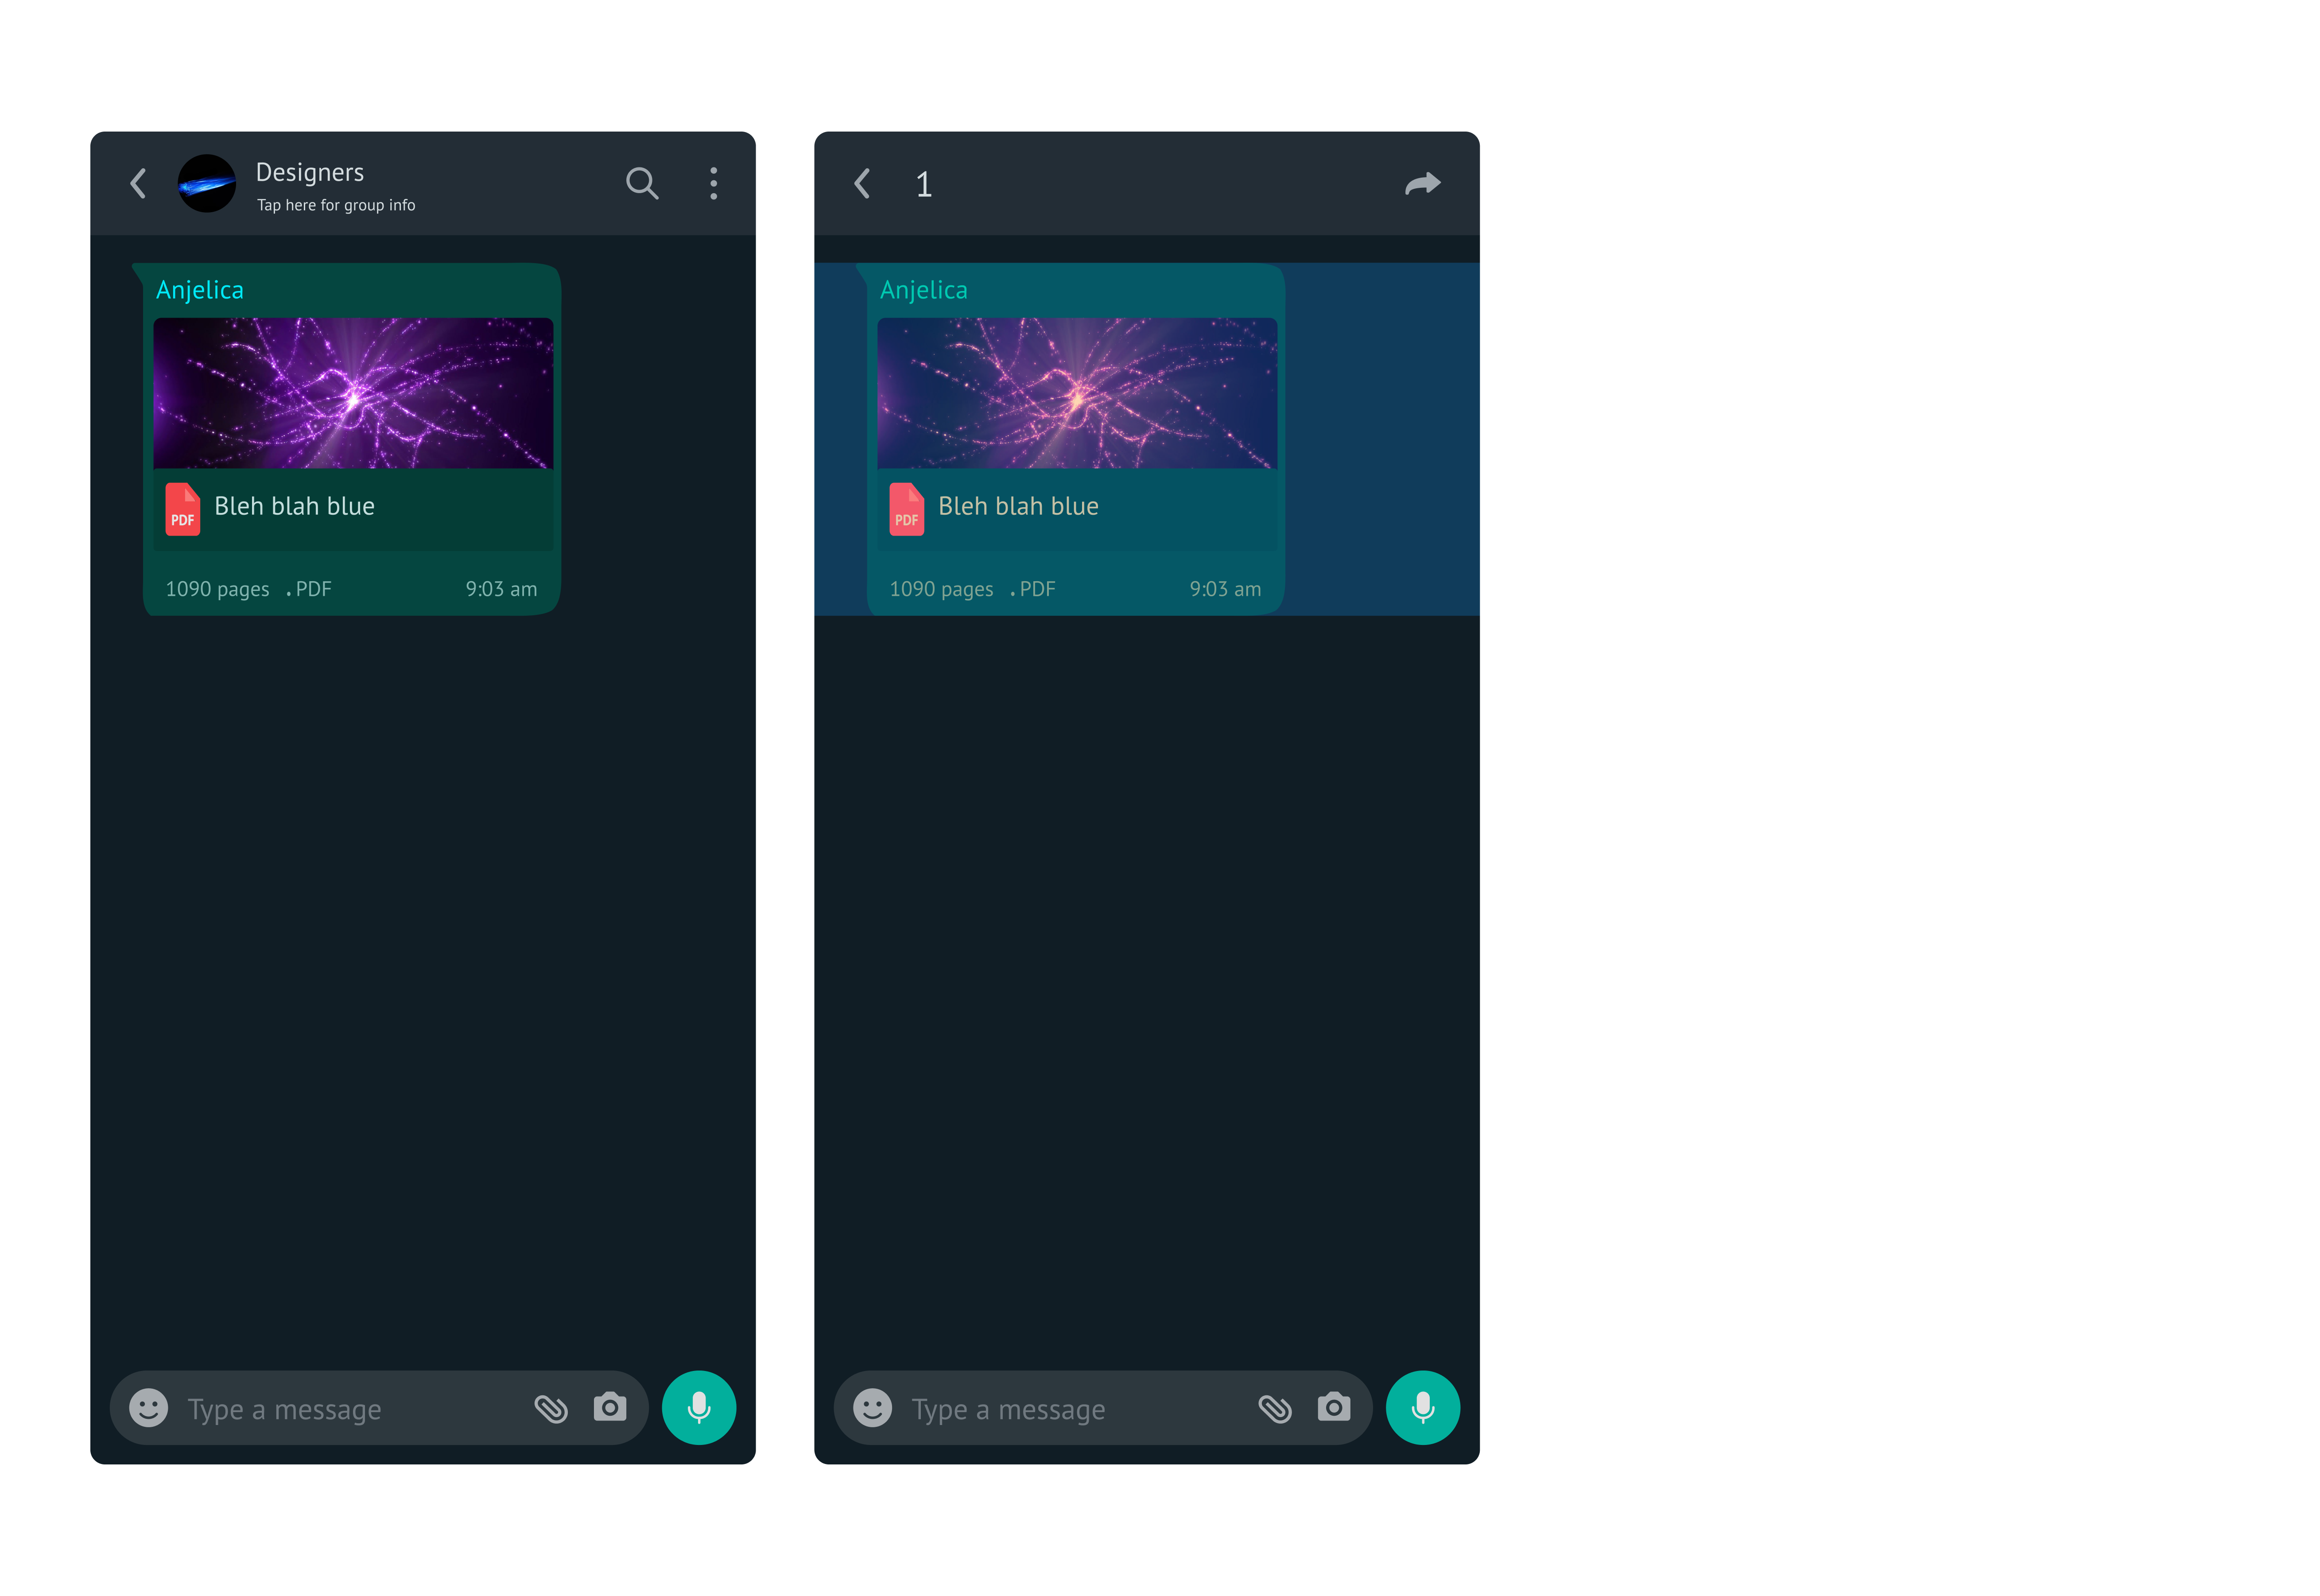 Designers
Tap here for group info
Anjelica
PDF
Bleh blah blue
1090 pages . PDF 9:03 am
Type a message
1
Anjelica
PDF
Bleh blah blue
1090 pages . PDF 9:03 am
Type a message